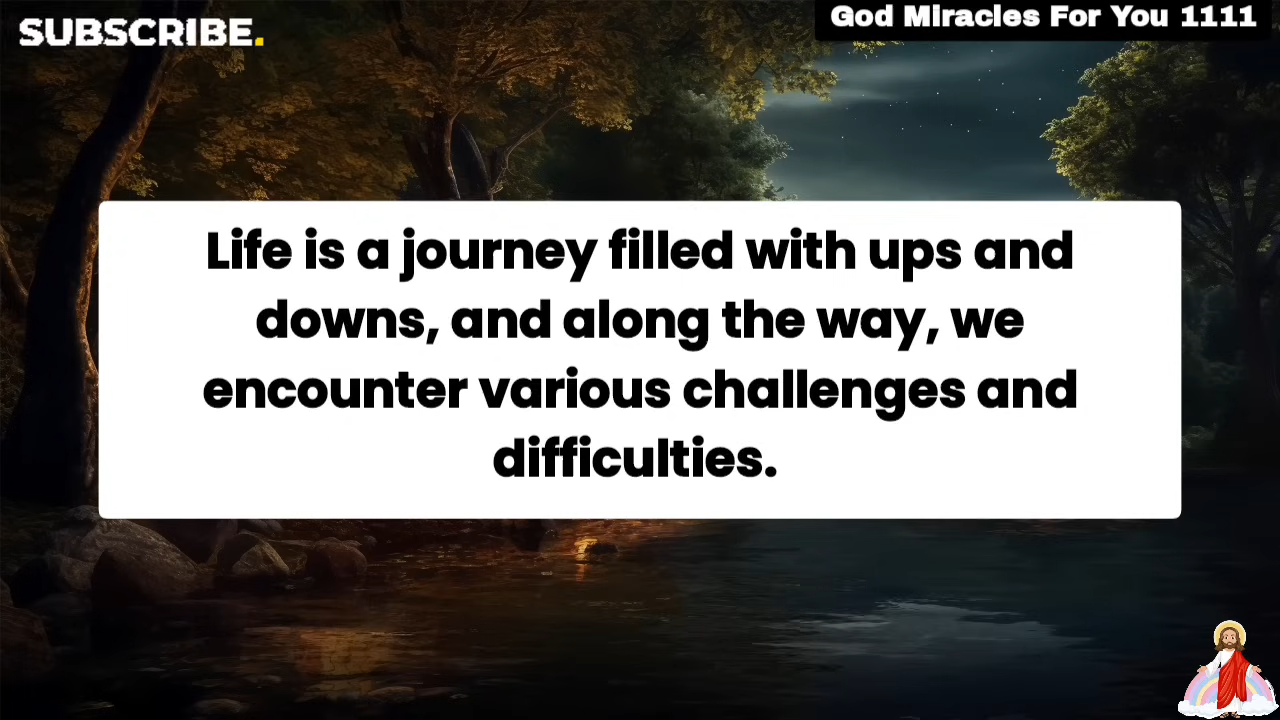 SUBSCRIBE.
God Miracles For You 1111
Life is a journey filled with ups and
downs, and along the way, we
encounter various challenges and
difficulties.